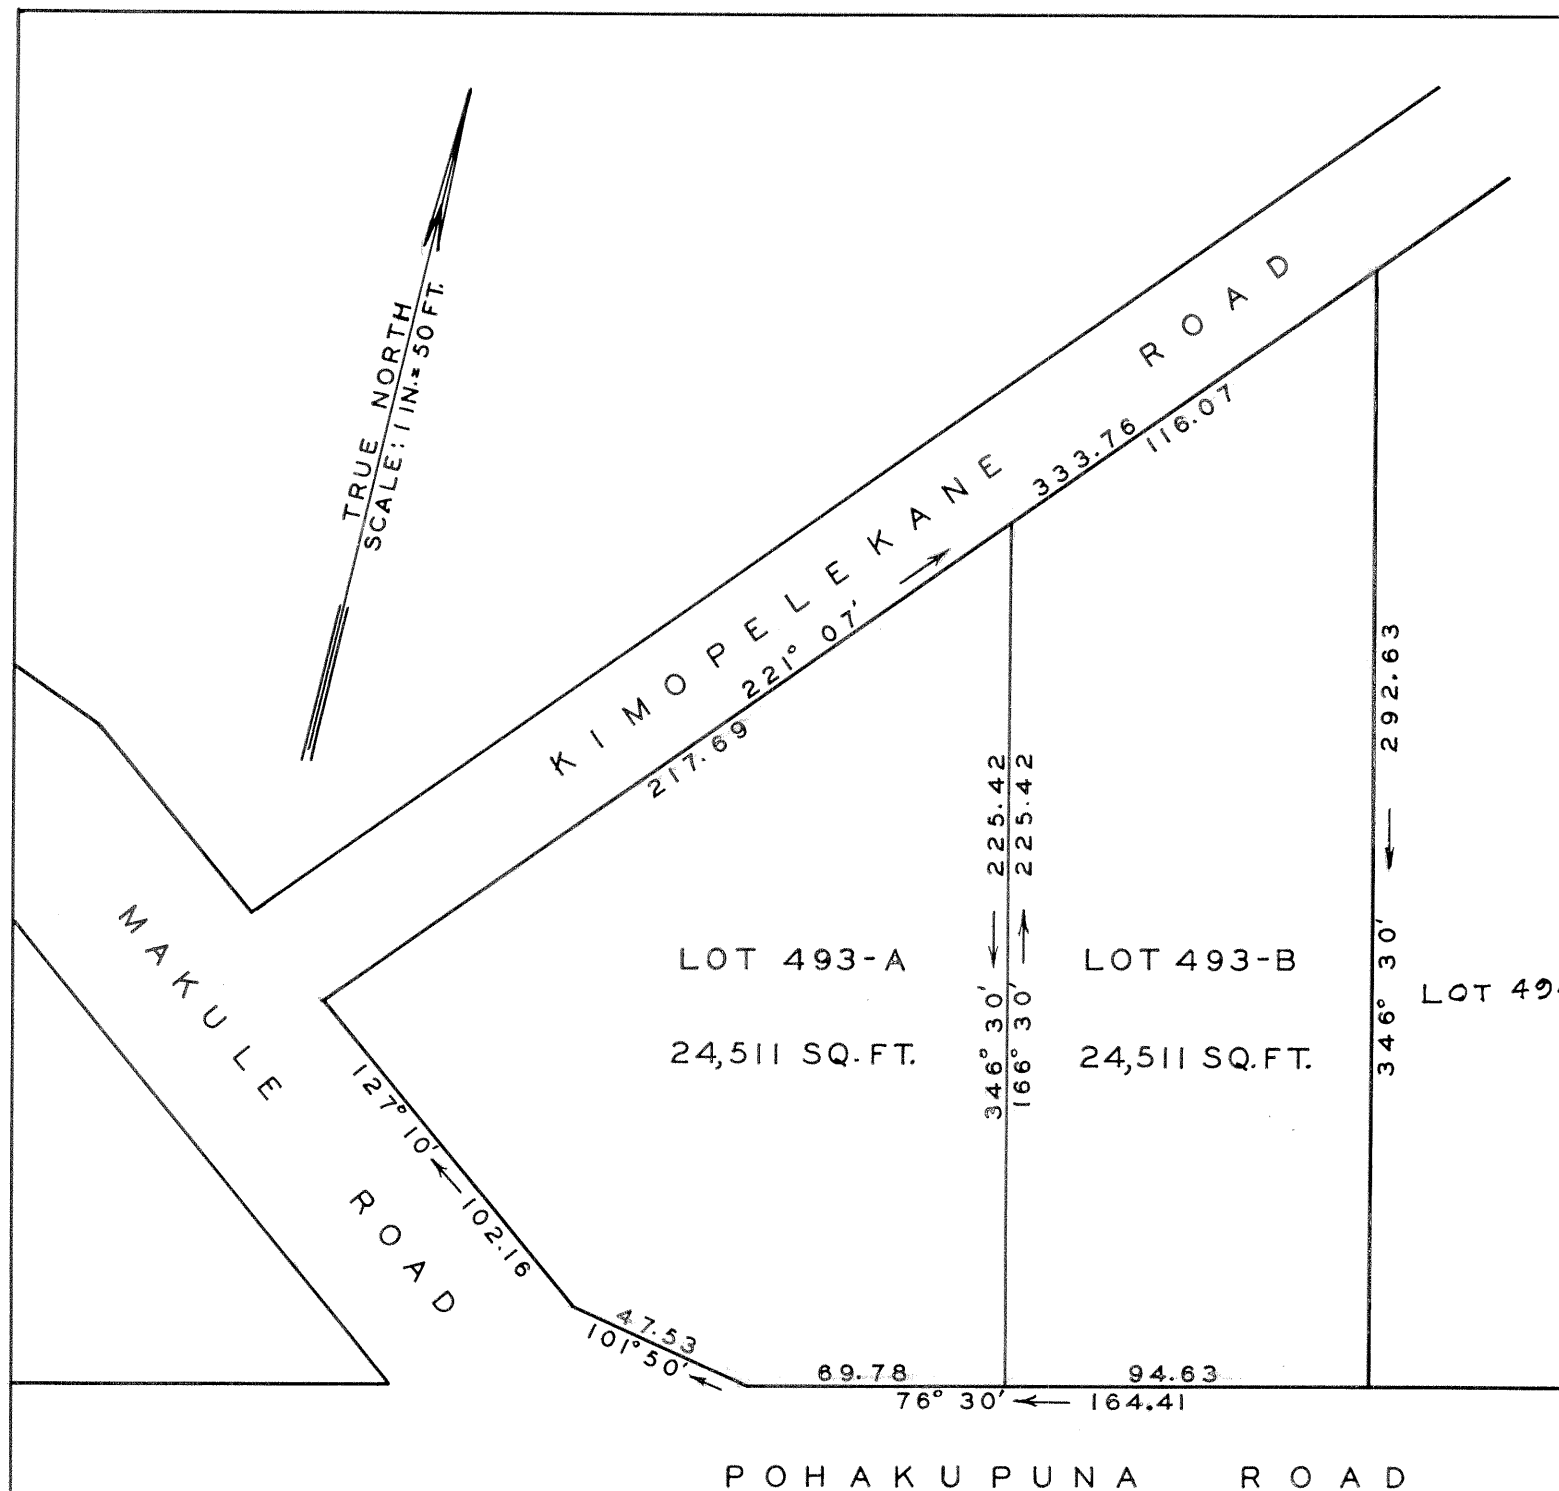 TRUE NORTH
SCALE: 1 IN.= 50 FT.
KIMOPELEKANE ROAD
333.76
116.07
221° 07'
217.69
292.63
346° 30'
225.42
346° 30'
225.42
166° 30'
LOT 493-A
24,511 SQ. FT.
LOT 493-B
24,511 SQ. FT.
LOT
MAKULE ROAD
127° 10'
102.16
47.53
101° 50'
69.78
94.63
76° 30'
164.41
POHAKUPUNA ROAD